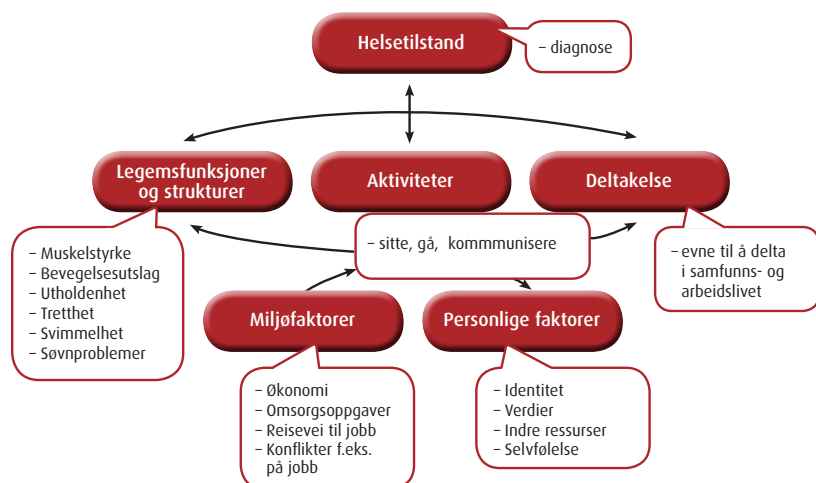 Helsetilstand
– diagnose
Legemsfunksjoner
og strukturer
Aktiviteter
Deltakelse
– Muskelstyrke
– Bevegelsesutslag
– Utholdenhet
– Tretthet
– Svimmelhet
– Søvnproblemer
– sitte, gå, kommmunisere
– evne til å delta
i samfunns- og
arbeidslivet
Miljøfaktorer
Personlige faktorer
– Økonomi
– Omsorgsoppgaver
– Reisevei til jobb
– Konflikter f.eks.
på jobb
– Identitet
– Verdier
– Indre ressurser
– Selvfølelse